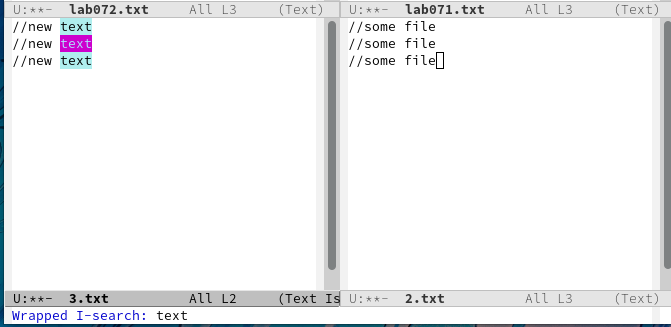 U:**-  lab072.txt     All L3     (Text)
U:**-  lab071.txt     All L3     (Text)
//new text
//new text
//new text
//some file
//some file
//some file
U:**-  3.txt          All L2     (Text Is
U:**-  2.txt          All L3     (Text)
Wrapped I-search: text